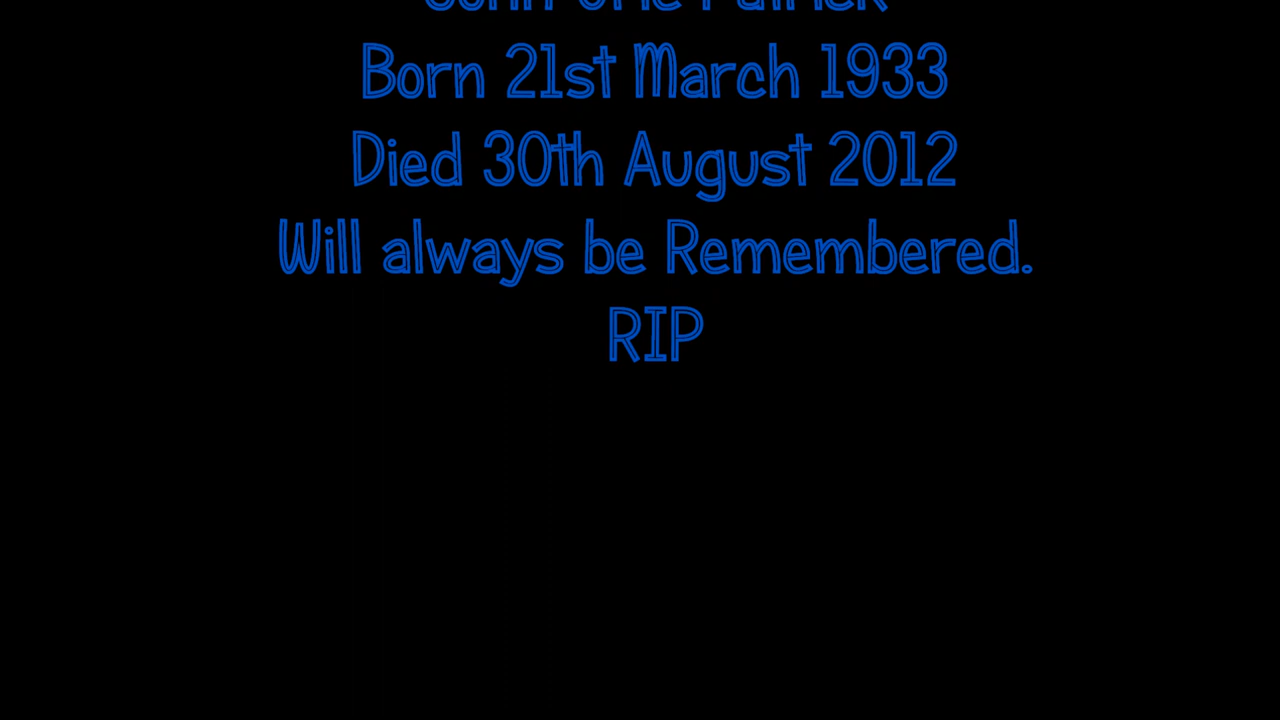 Born 21st March 1933
Died 30th August 2012
Will always be Remembered.
RIP